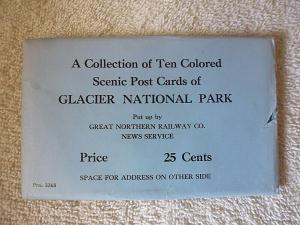 A Collection of Ten Colored
Scenic Post Cards of
GLACIER NATIONAL PARK
Put up by
GREAT NORTHERN RAILWAY CO.
NEWS SERVICE
Price 25 Cents
SPACE FOR ADDRESS ON OTHER SIDE